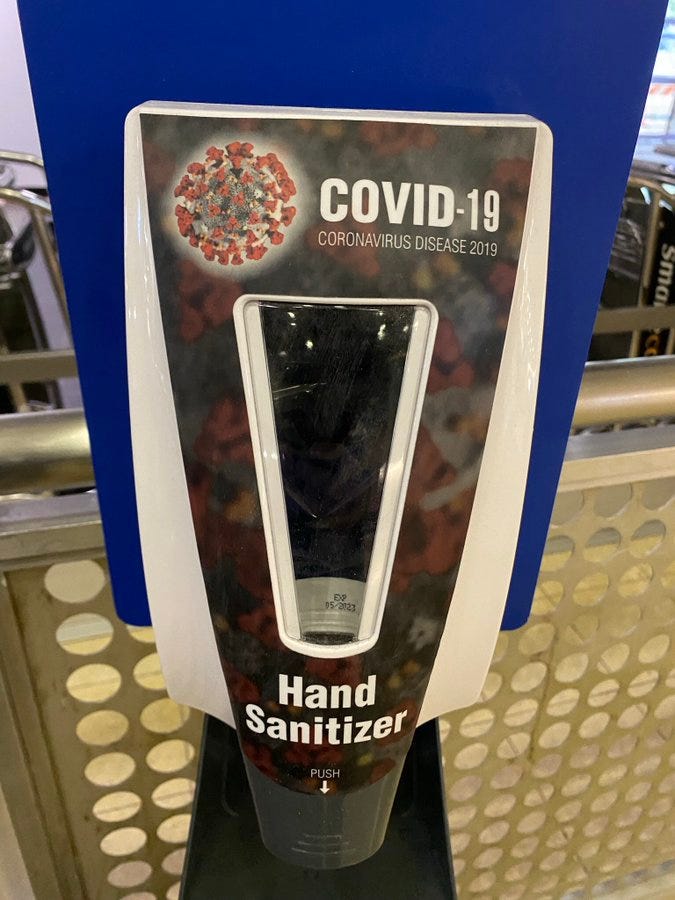 COVID-19
CORONAVIRUS DISEASE 2019
EXP
05/2023
Hand
Sanitizer
PUSH